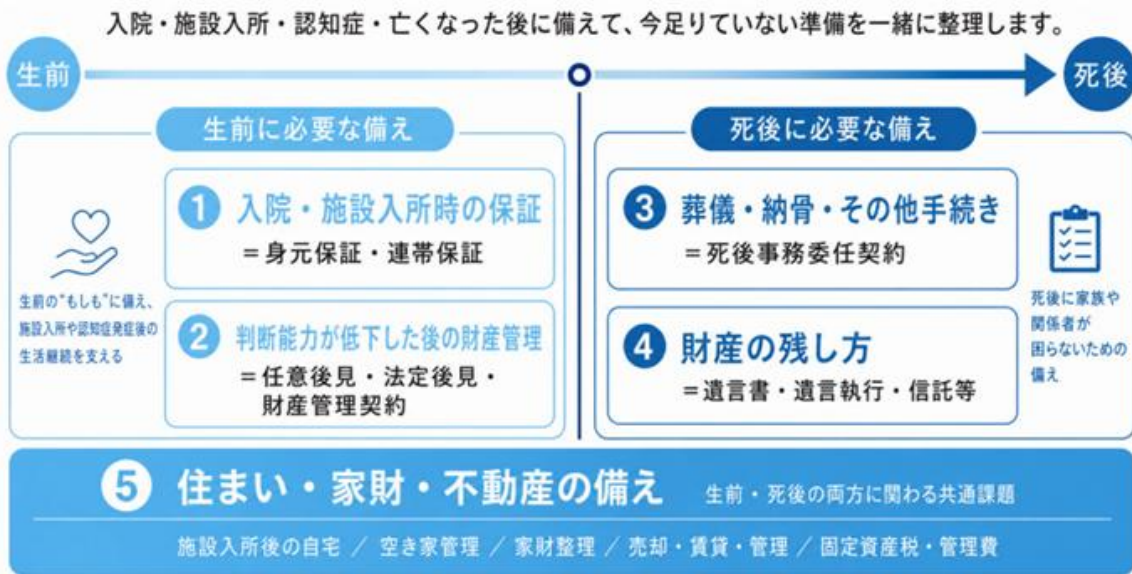 入院・施設入所・認知症・亡くなった後に備えて、今足りていない準備を一緒に整理します。
生前
死後
生前に必要な備え
生前の“もしも”に備え、
施設入所や認知症発症後の
生活継続を支える
1 入院・施設入所時の保証
＝身元保証・連帯保証
2 判断能力が低下した後の財産管理
＝任意後見・法定後見・
財産管理契約
死後に必要な備え
3 葬儀・納骨・その他手続き
＝死後事務委任契約
4 財産の残し方
＝遺言書・遺言執行・信託等
死後に家族や
関係者が
困らないための
備え
5 住まい・家財・不動産の備え 生前・死後の両方に関わる共通課題
施設入所後の自宅 ／ 空き家管理 ／ 家財整理 ／ 売却・賃貸・管理 ／ 固定資産税・管理費